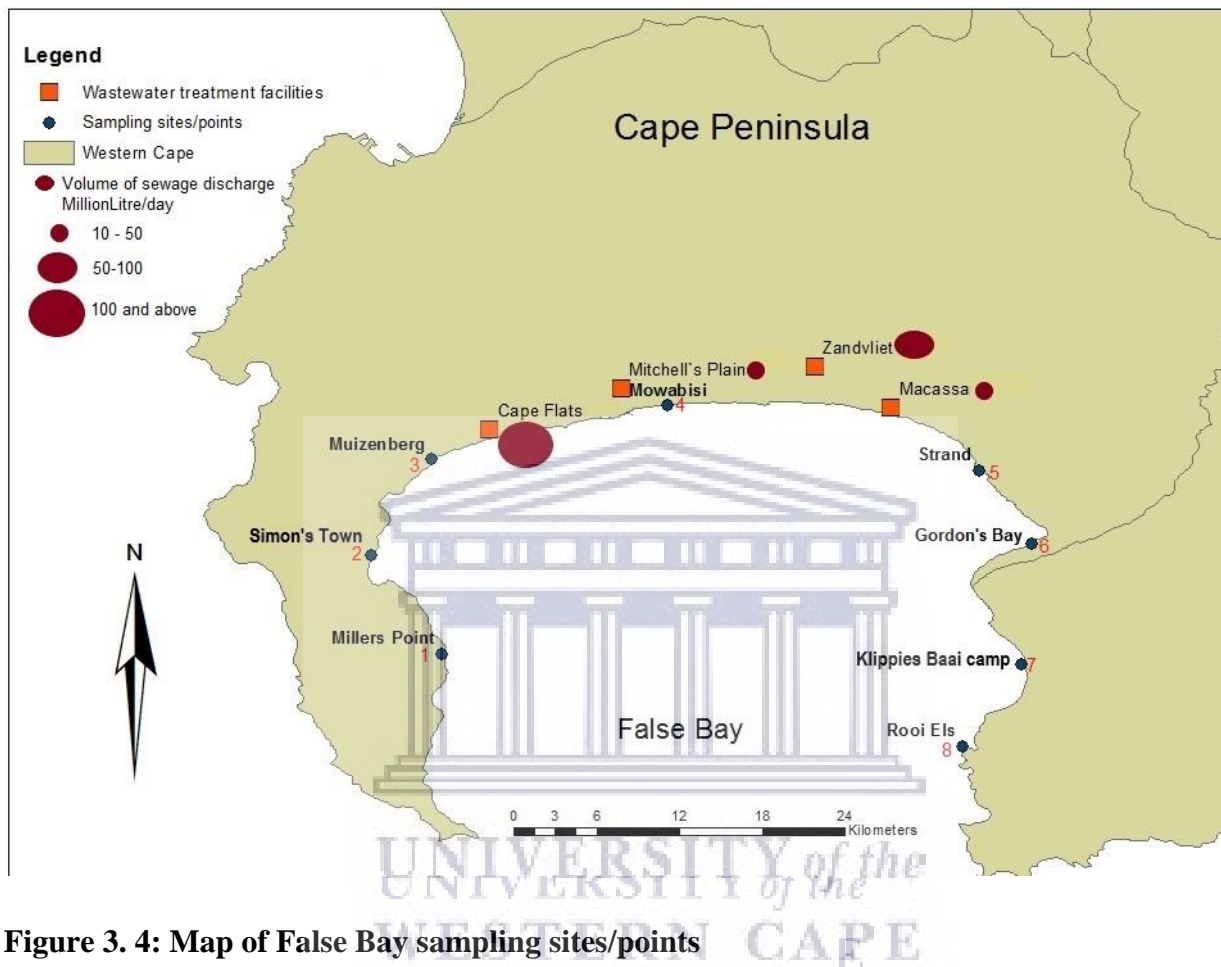 Legend
Wastewater treatment facilities
Sampling sites/points
Western Cape
Volume of sewage discharge
MillionLitre/day
10 - 50
50-100
100 and above
Cape Peninsula
Zandvliet
Mitchell`s Plain
Mowabisi
4
Macassa
Cape Flats
Muizenberg
3
Strand
5
Simon's Town
2
Gordon's Bay
6
N
Millers Point
1
Klippies Baai camp
7
False Bay
Rooi Els
8
0 3 6 12 18 24
Kilometers
UNIVERSITY of the
UNIVERSITY of the
WESTERN CAPE
Figure 3. 4: Map of False Bay sampling sites/points